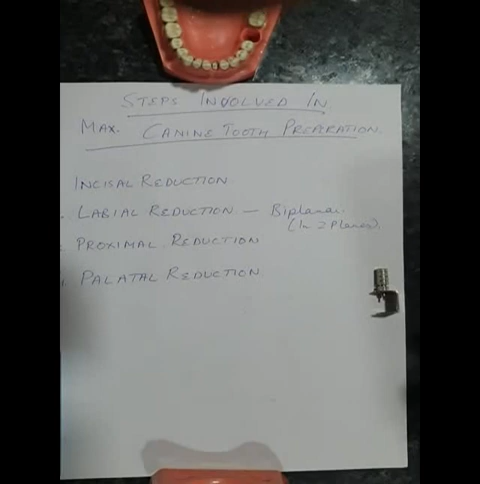 STEPS INVOLVED IN
MAX. CANINE TOOTH PREPARATION
INCISAL REDUCTION
LABIAL REDUCTION – Biplanar
(In 2 Planes).
PROXIMAL REDUCTION
PALATAL REDUCTION